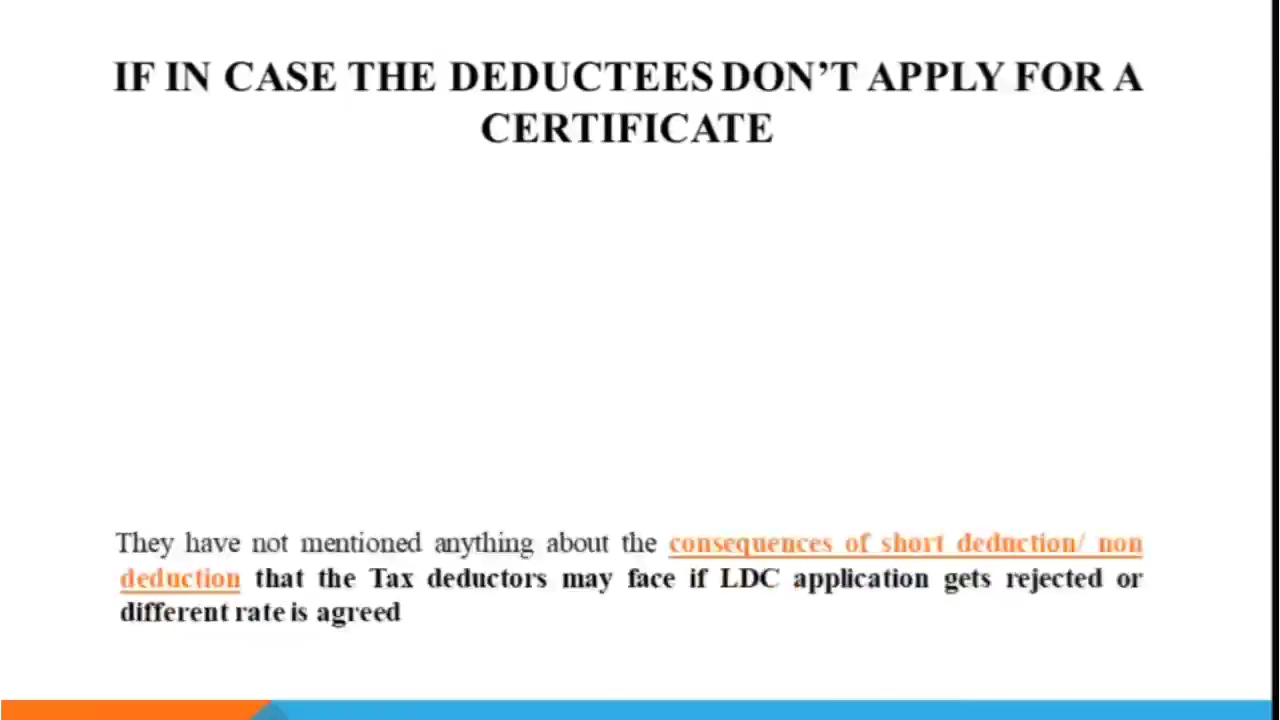 IF IN CASE THE DEDUCTEES DON’T APPLY FOR A
CERTIFICATE
They have not mentioned anything about the consequences of short deduction/ non
deduction that the Tax deductors may face if LDC application gets rejected or
different rate is agreed